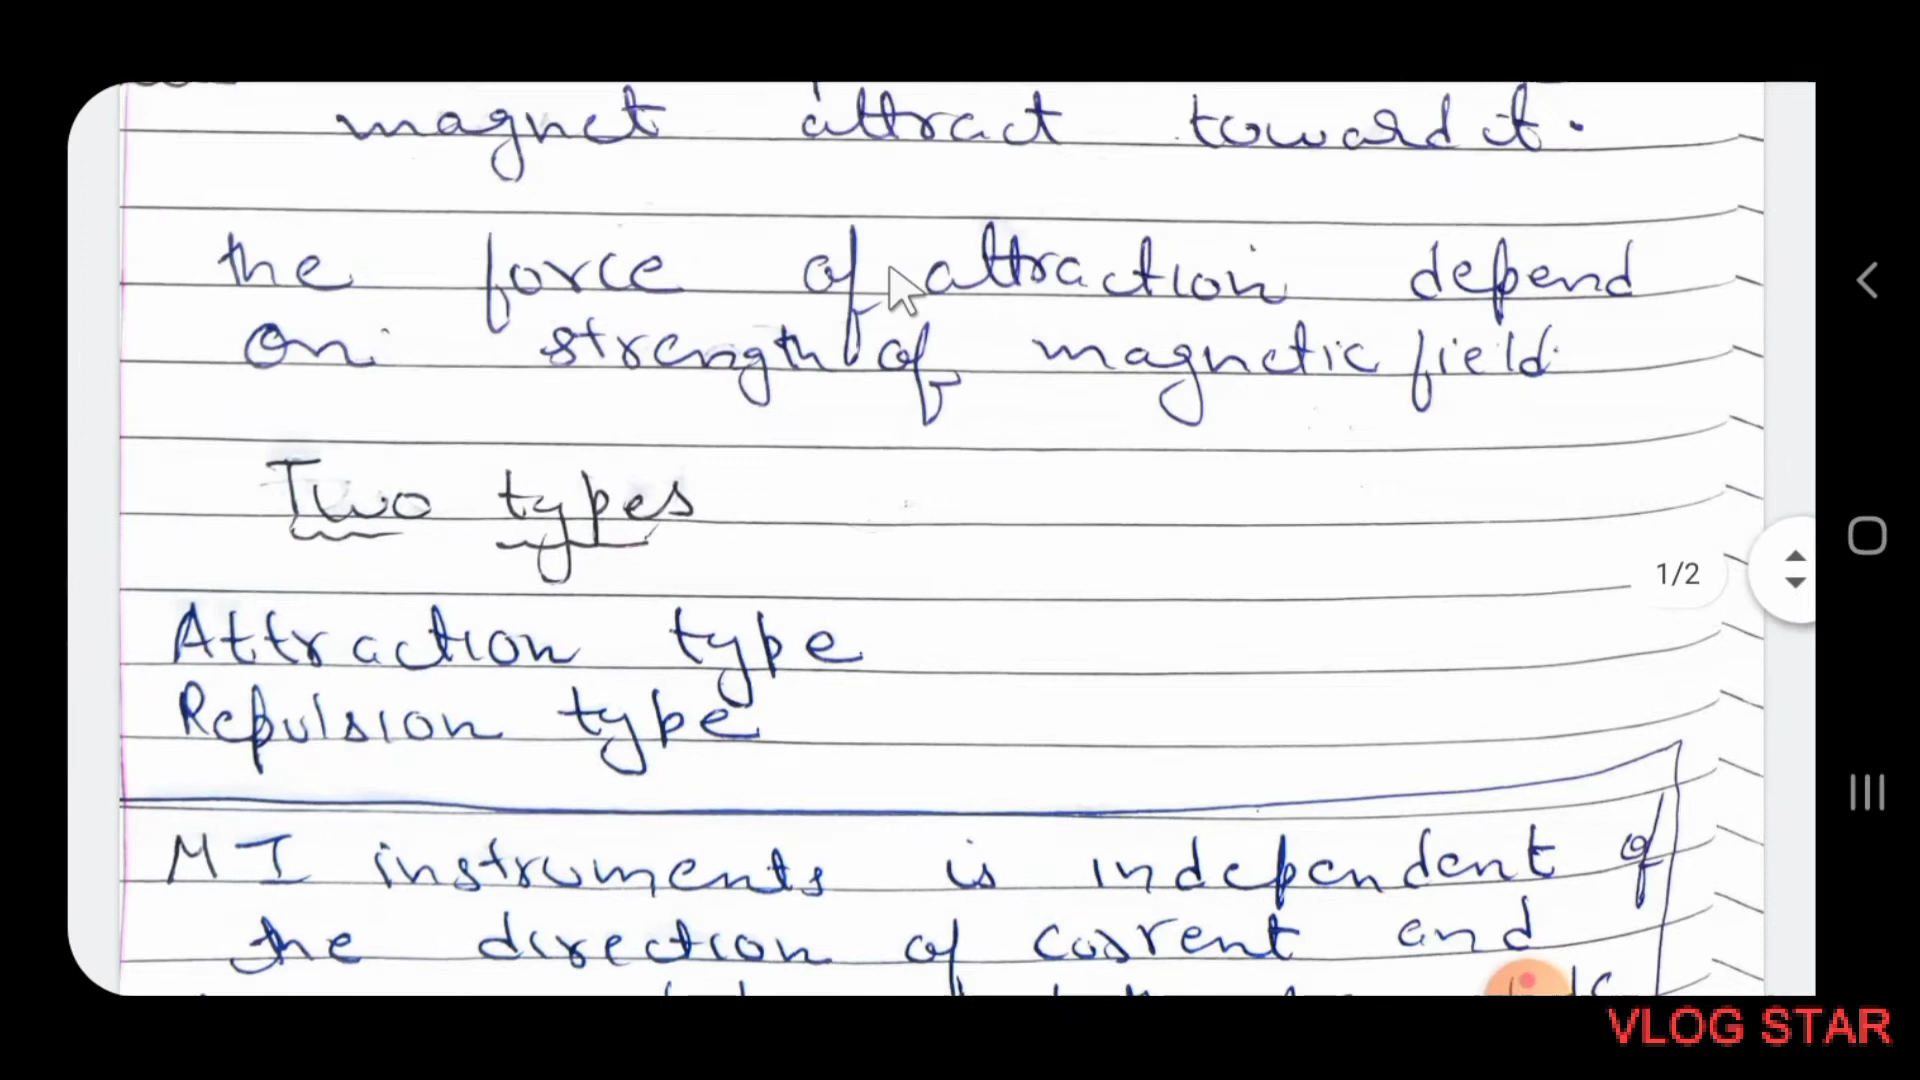 magnet attract toward it.
the force of attraction depend
on strength of magnetic field
Two types
1/2
Attraction type
Repulsion type
MI instruments is independent of
the direction of current and
VLOG STAR